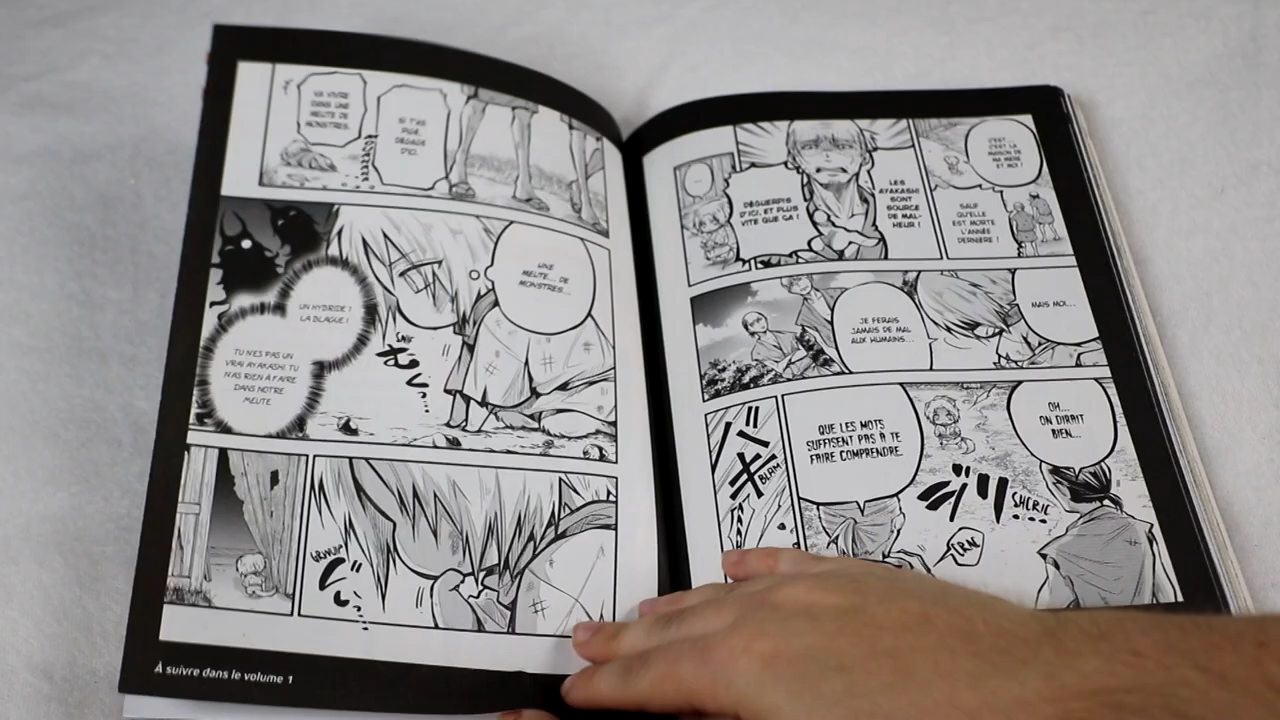 C'EST...
C'EST LA
MAISON DE
MA MÈRE
ET MOI !
SAUF
QU'ELLE
EST MORTE
L'ANNÉE
DERNIÈRE !
LES
AYAKASHI
SONT
SOURCE
DE MAL-
HEUR !
DÉGUERPIS
D'ICI, ET PLUS
VITE QUE ÇA !
...
MAIS MOI...
JE FERAIS
JAMAIS DE MAL
AUX HUMAINS...
OH...
ON DIRAIT
BIEN...
SHERIC
CRAC
QUE LES MOTS
SUFFISENT PAS À TE
FAIRE COMPRENDRE.
バキ
BLAM
SI T'AS
PIGÉ,
DÉGAGE
D'ICI.
VA VIVRE
DANS UNE
MEUTE DE
MONSTRES.
UNE
MEUTE... DE
MONSTRES...
UN HYBRIDE ?
LA BLAGUE !
TU N'ES PAS UN
VRAI AYAKASHI. TU
N'AS RIEN À FAIRE
DANS NOTRE
MEUTE.
À suivre dans le volume 1